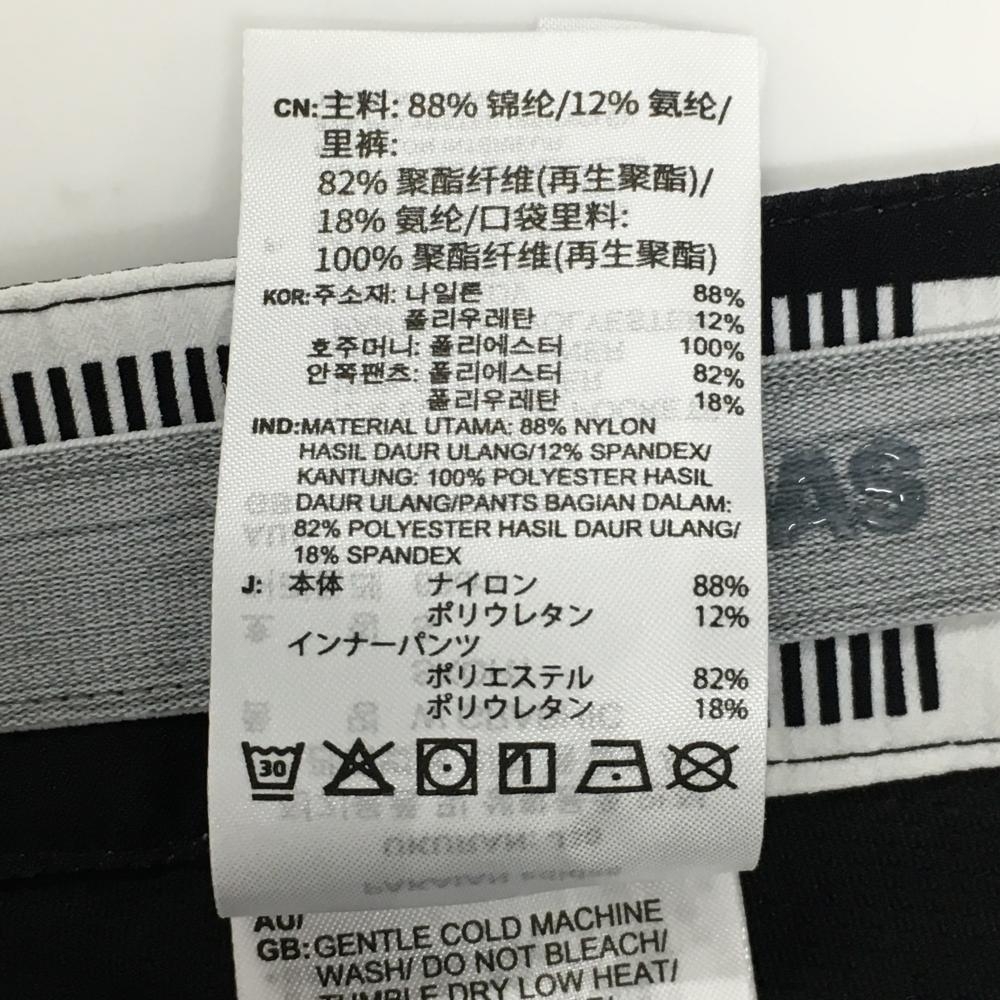 CN:主料: 88% 锦纶/12% 氨纶/
里裤:
82% 聚酯纤维(再生聚酯)/
18% 氨纶/口袋里料:
100% 聚酯纤维(再生聚酯)
KOR:주소재: 나일론 88%
폴리우레탄 12%
호주머니: 폴리에스터 100%
안쪽팬츠: 폴리에스터 82%
폴리우레탄 18%
IND:MATERIAL UTAMA: 88% NYLON
HASIL DAUR ULANG/12% SPANDEX/
KANTUNG: 100% POLYESTER HASIL
DAUR ULANG/PANTS BAGIAN DALAM:
82% POLYESTER HASIL DAUR ULANG/
18% SPANDEX
J: 本体 ナイロン 88%
ポリウレタン 12%
インナーパンツ
ポリエステル 82%
ポリウレタン 18%
30
AU/
GB:GENTLE COLD MACHINE
WASH/ DO NOT BLEACH/
TUMBLE DRY LOW HEAT/
AS